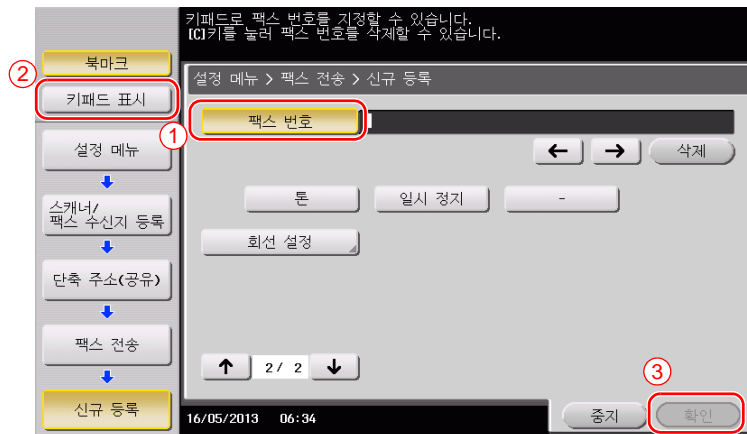 키패드로 팩스 번호를 지정할 수 있습니다.
[C]키를 눌러 팩스 번호를 삭제할 수 있습니다.
북마크
②
키패드 표시
설정 메뉴 > 팩스 전송 > 신규 등록
팩스 번호
①
← → 삭제
설정 메뉴
톤 일시 정지 -
스캐너/
팩스 수신지 등록
회선 설정
단축 주소(공유)
팩스 전송
↑ 2/ 2 ↓
③
신규 등록
16/05/2013 06:34
중지 확인